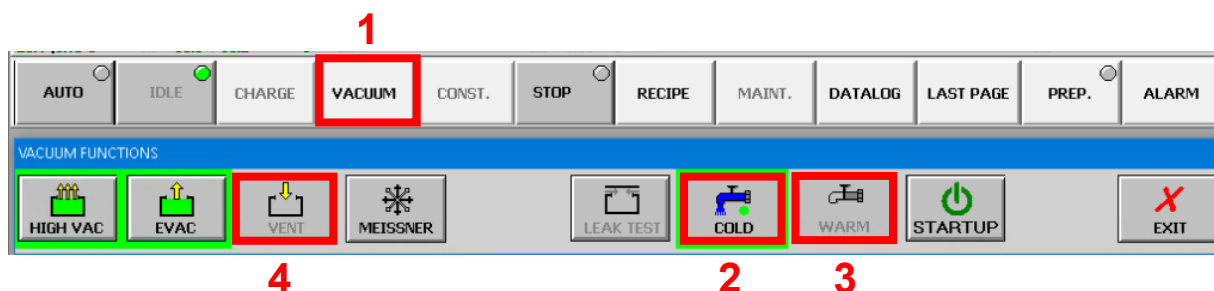 1
AUTO IDLE CHARGE VACUUM CONST. STOP RECIPE MAINT. DATALOG LAST PAGE PREP. ALARM
VACUUM FUNCTIONS
HIGH VAC EVAC VENT MEISSNER LEAK TEST COLD WARM STARTUP EXIT
4 2 3